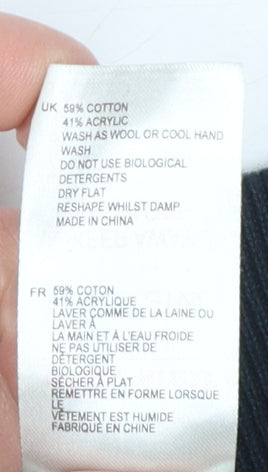 UK 59% COTTON
41% ACRYLIC
WASH AS WOOL OR COOL HAND
WASH
DO NOT USE BIOLOGICAL
DETERGENTS
DRY FLAT
RESHAPE WHILST DAMP
MADE IN CHINA
FR 59% COTON
41% ACRYLIQUE
LAVER COMME DE LA LAINE OU
LAVER À
LA MAIN ET À L'EAU FROIDE
NE PAS UTILISER DE
DÉTERGENT
BIOLOGIQUE
SÉCHER À PLAT
REMETTRE EN FORME LORSQUE
LE
VÊTEMENT EST HUMIDE
FABRIQUÉ EN CHINE